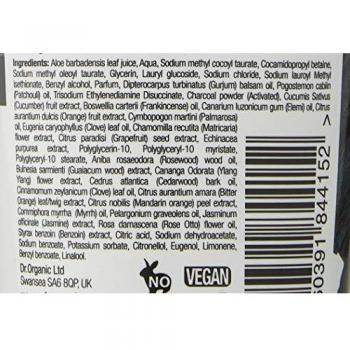 Ingredients: Aloe barbadensis leaf juice, Aqua, Sodium methyl cocoyl taurate, Cocamidopropyl betaine,
Sodium methyl oleoyl taurate, Glycerin, Lauryl glucoside, Sodium chloride, Sodium lauroyl Methyl
isethionate, Benzyl alcohol, Parfum, Dipterocarpus turbinatus (Gurjum) balsam oil, Pogostemon cablin
(Patchouli) oil, Trisodium Ethylenediamine Disuccinate, Charcoal powder (Activated), Cucumis Sativus
(Cucumber) fruit extract, Boswellia carterii (Frankincense) oil, Canarium luzonicum gum (Elemi) oil, Citrus
aurantium dulcis (Orange) fruit extract, Cymbopogon martini (Palmarosa)
oil, Eugenia caryophyllus (Clove) leaf oil, Chamomilla recutita (Matricaria)
flower extract, Citrus paradisi (Grapefruit) seed extract, Echinacea
purpurea extract, Polyglycerin-10, Polyglyceryl-10 myristate,
Polyglyceryl-10 stearate, Aniba rosaeodora (Rosewood) wood oil,
Bulnesia sarmienti (Guaiacum) wood extract, Cananga Odorata (Ylang
Ylang) flower extract, Cedrus atlantica (Cedarwood) bark oil,
Cinnamomum zeylanicum (Clove) leaf oil, Citrus aurantium amara (Bitter
Orange) leaf/twig extract, Citrus nobilis (Mandarin orange) peel extract,
Commiphora myrrha (Myrrh) oil, Pelargonium graveolens oil, Jasminum
officinale (Jasmine) extract, Rosa damascena (Rose Otto) flower oil,
Styrax benzoin (Benzoin) extract, Citric acid, Sodium dehydroacetate,
Sodium benzoate, Potassium sorbate, Citronellol, Eugenol, Limonene,
Benzyl benzoate, Linalool.
Dr.Organic Ltd
Swansea SA6 8QP, UK
NO
VEGAN
60391 844152 >